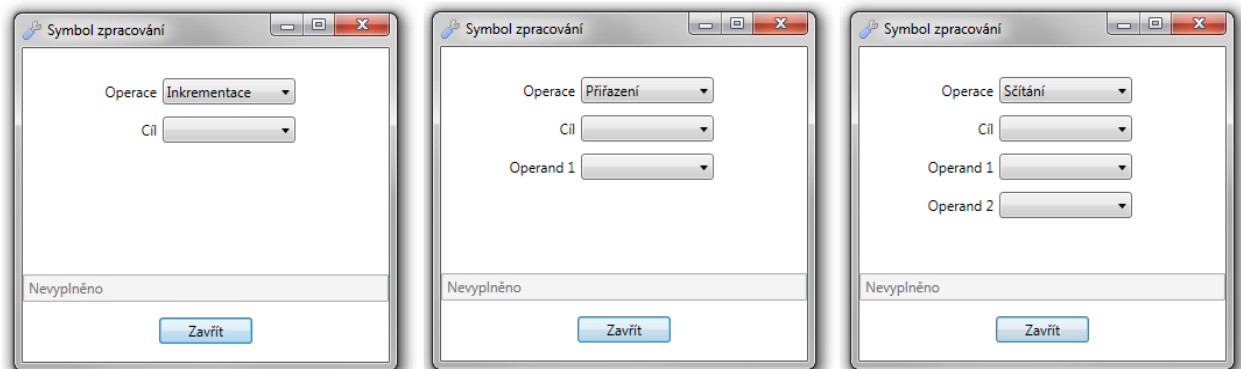 Symbol zpracování
Operace Inkrementace
Cíl
Nevyplněno
Zavřít
Symbol zpracování
Operace Přiřazení
Cíl
Operand 1
Nevyplněno
Zavřít
Symbol zpracování
Operace Sčítání
Cíl
Operand 1
Operand 2
Nevyplněno
Zavřít